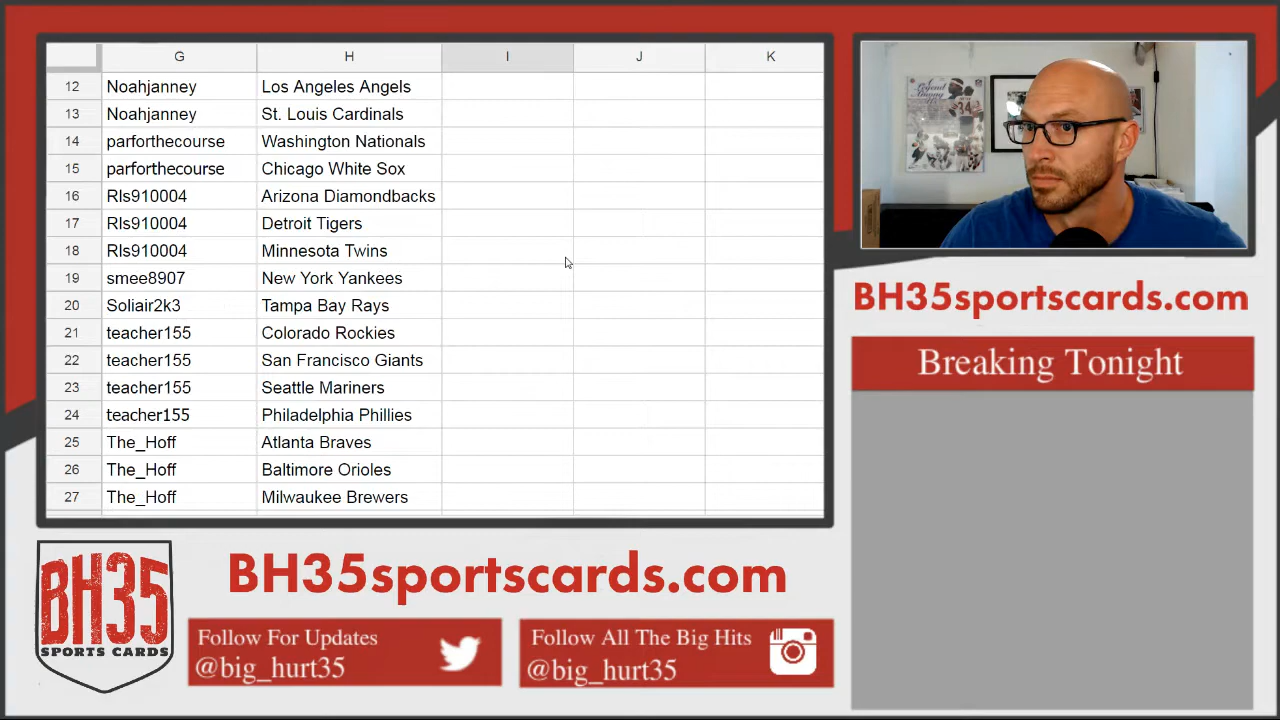 G H I J K
12 Noahjanney Los Angeles Angels
13 Noahjanney St. Louis Cardinals
14 parforthecourse Washington Nationals
15 parforthecourse Chicago White Sox
16 Rls910004 Arizona Diamondbacks
17 Rls910004 Detroit Tigers
18 Rls910004 Minnesota Twins
19 smee8907 New York Yankees
20 Soliair2k3 Tampa Bay Rays
21 teacher155 Colorado Rockies
22 teacher155 San Francisco Giants
23 teacher155 Seattle Mariners
24 teacher155 Philadelphia Phillies
25 The_Hoff Atlanta Braves
26 The_Hoff Baltimore Orioles
27 The_Hoff Milwaukee Brewers
34
BH35sportscards.com
Breaking Tonight
BH35
SPORTS CARDS
BH35sportscards.com
Follow For Updates
@big_hurt35
Follow All The Big Hits
@big_hurt35